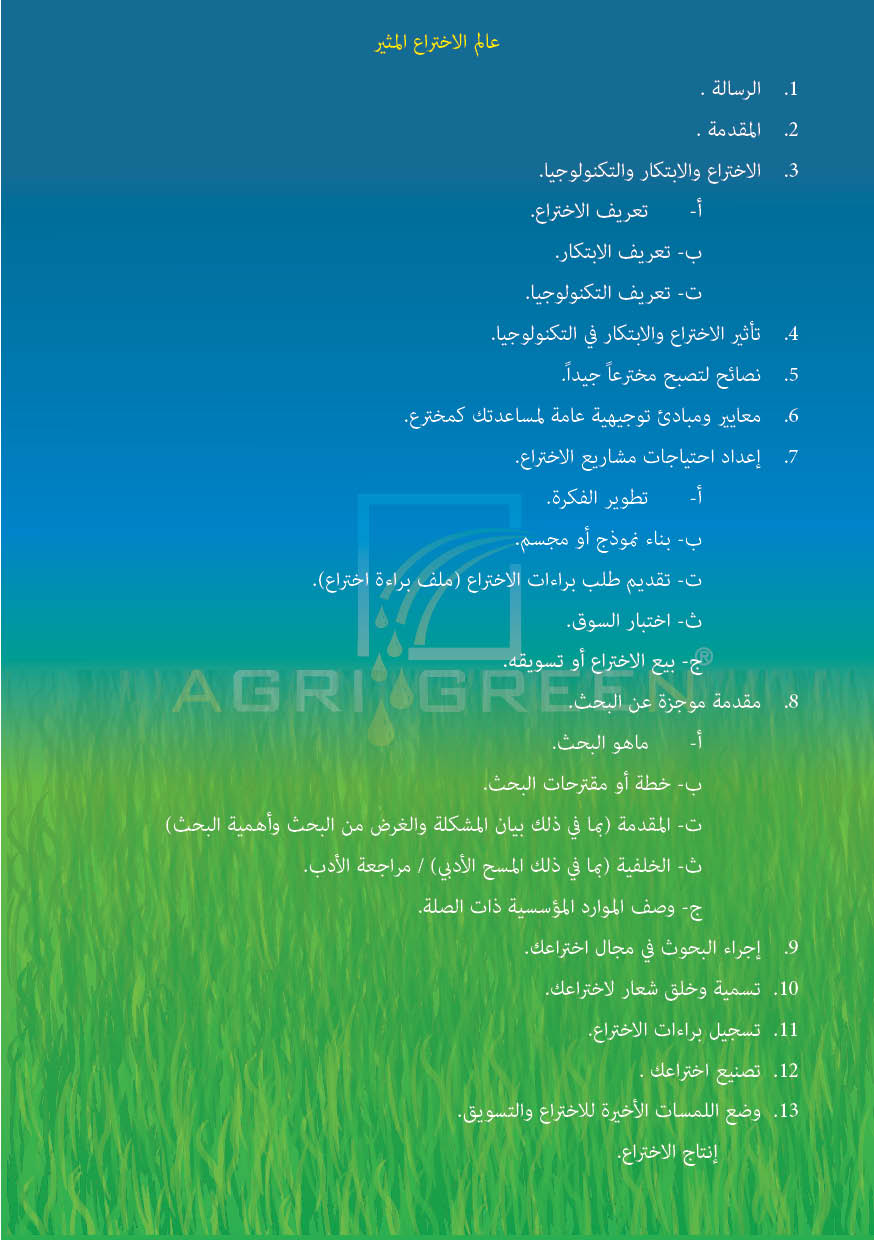 عالم الاختراع المثير
1. الرسالة .
2. المقدمة .
3. الاختراع والابتكار والتكنولوجيا.
أ- تعريف الاختراع.
ب- تعريف الابتكار.
ت- تعريف التكنولوجيا.
4. تأثير الاختراع والابتكار في التكنولوجيا.
5. نصائح لتصبح مخترعاً جيداً.
6. معايير ومبادئ توجيهية عامة لمساعدتك كمخترع.
7. إعداد احتياجات مشاريع الاختراع.
أ- تطوير الفكرة.
ب- بناء نموذج أو مجسم.
ت- تقديم طلب براءات الاختراع (ملف براءة اختراع).
ث- اختبار السوق.
ج- بيع الاختراع أو تسويقه.
AGRI GREEN®
8. مقدمة موجزة عن البحث.
أ- ماهو البحث.
ب- خطة أو مقترحات البحث.
ت- المقدمة (بما في ذلك بيان المشكلة والغرض من البحث وأهمية البحث)
ث- الخلفية (بما في ذلك المسح الأدبي) / مراجعة الأدب.
ج- وصف الموارد المؤسسية ذات الصلة.
9. إجراء البحوث في مجال اختراعك.
10. تسمية وخلق شعار لاختراعك.
11. تسجيل براءات الاختراع.
12. تصنيع اختراعك .
13. وضع اللمسات الأخيرة للاختراع والتسويق.
إنتاج الاختراع.